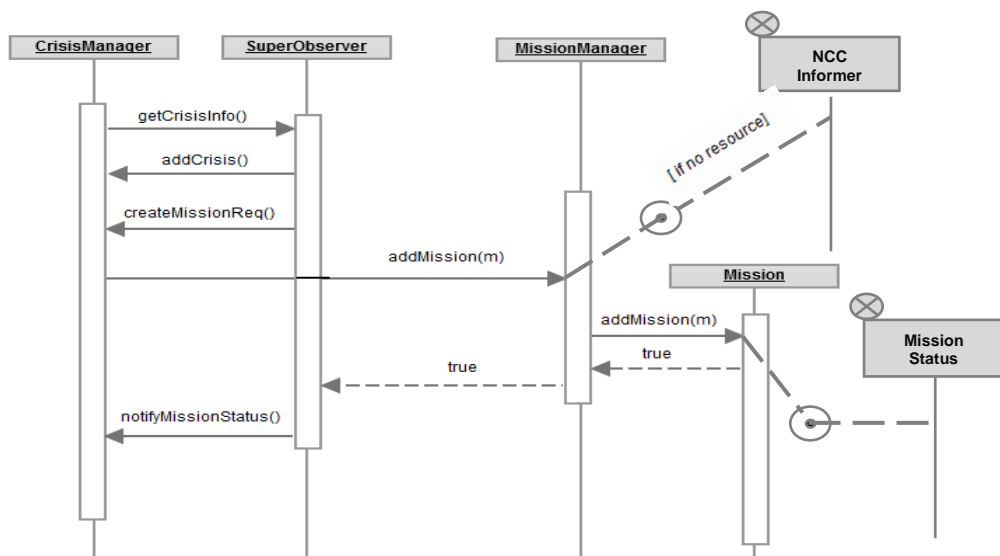 CrisisManager
SuperObserver
MissionManager
NCC
Informer
getCrisisInfo()
[ if no resource]
addCrisis()
createMissionReq()
addMission(m)
Mission
addMission(m)
Mission
Status
true
true
notifyMissionStatus()